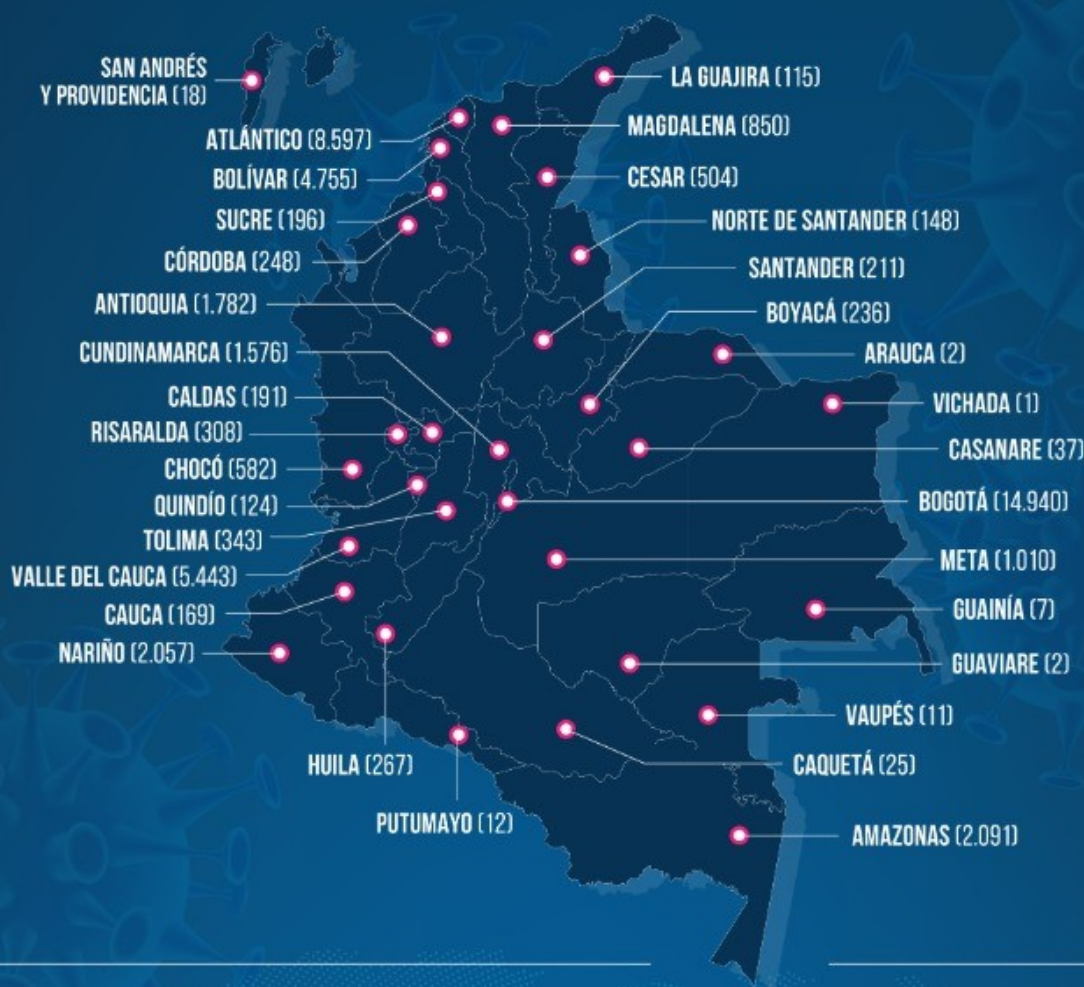 SAN ANDRÉS
Y PROVIDENCIA (18)
ATLÁNTICO (8.597)
BOLÍVAR (4.755)
SUCRE (196)
CÓRDOBA (248)
ANTIOQUIA (1.782)
CUNDINAMARCA (1.576)
CALDAS (191)
RISARALDA (308)
CHOCÓ (582)
QUINDÍO (124)
TOLIMA (343)
VALLE DEL CAUCA (5.443)
CAUCA (169)
NARIÑO (2.057)
HUILA (267)
PUTUMAYO (12)
LA GUAJIRA (115)
MAGDALENA (850)
CESAR (504)
NORTE DE SANTANDER (148)
SANTANDER (211)
BOYACÁ (236)
ARAUCA (2)
VICHADA (1)
CASANARE (37)
BOGOTÁ (14.940)
META (1.010)
GUAINÍA (7)
GUAVIARE (2)
VAUPÉS (11)
CAQUETÁ (25)
AMAZONAS (2.091)